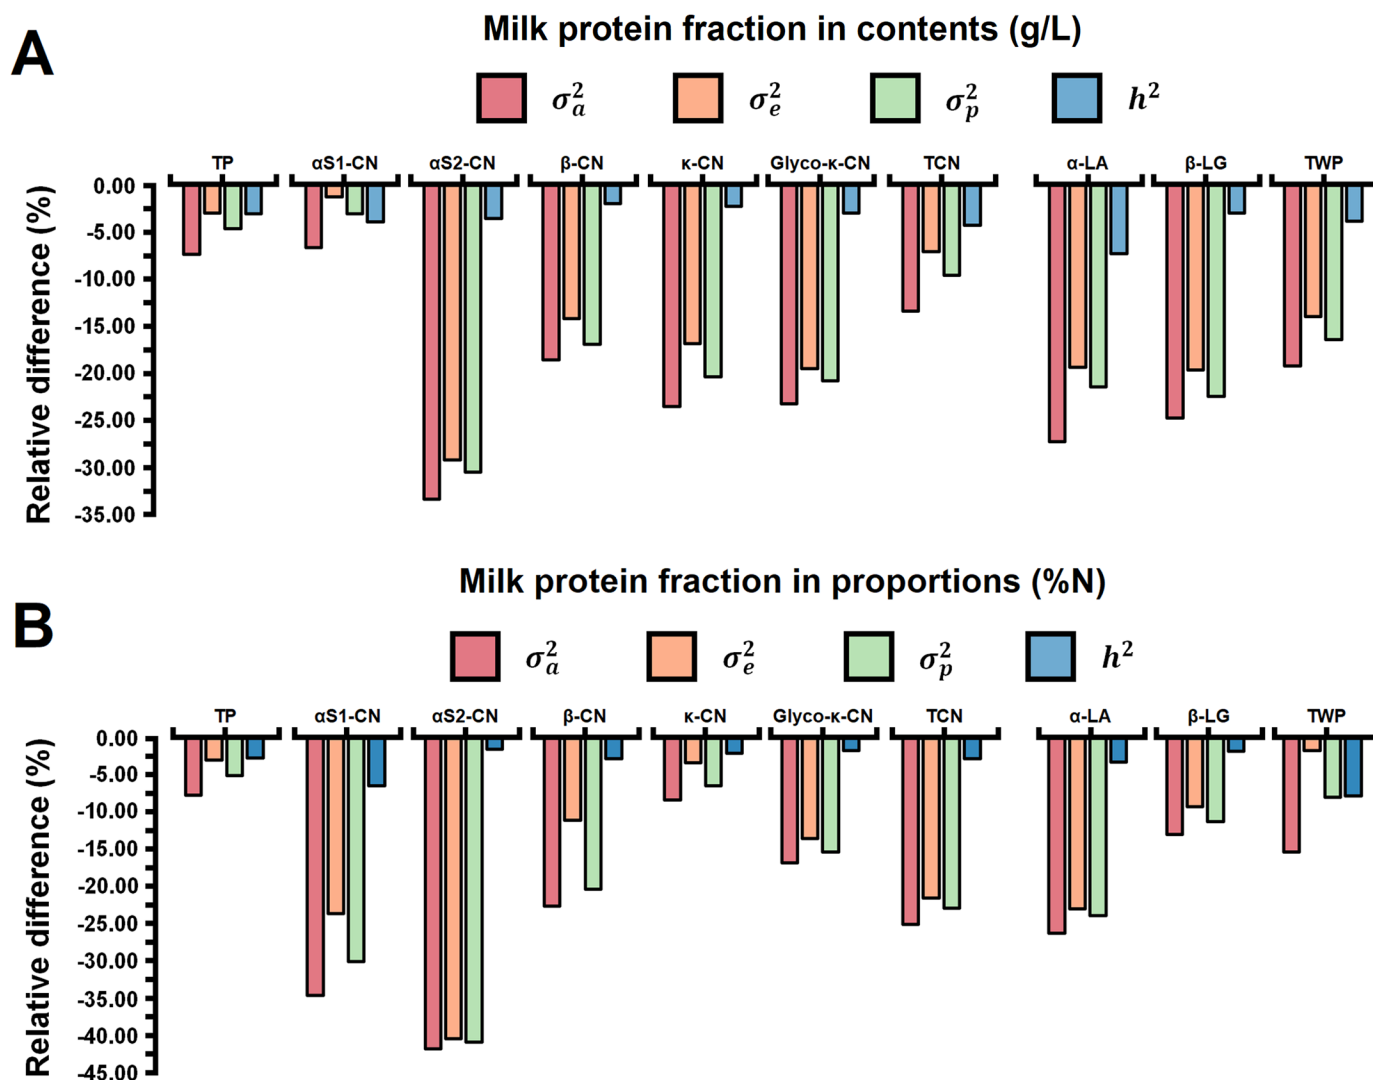 A
Milk protein fraction in contents (g/L)
σ²ₐ σ²ₑ σ²ₚ h²
TP αS1-CN αS2-CN β-CN κ-CN Glyco-κ-CN TCN α-LA β-LG TWP
Relative difference (%)
0.00
-5.00
-10.00
-15.00
-20.00
-25.00
-30.00
-35.00
B
Milk protein fraction in proportions (%N)
σ²ₐ σ²ₑ σ²ₚ h²
TP αS1-CN αS2-CN β-CN κ-CN Glyco-κ-CN TCN α-LA β-LG TWP
Relative difference (%)
0.00
-5.00
-10.00
-15.00
-20.00
-25.00
-30.00
-35.00
-40.00
-45.00